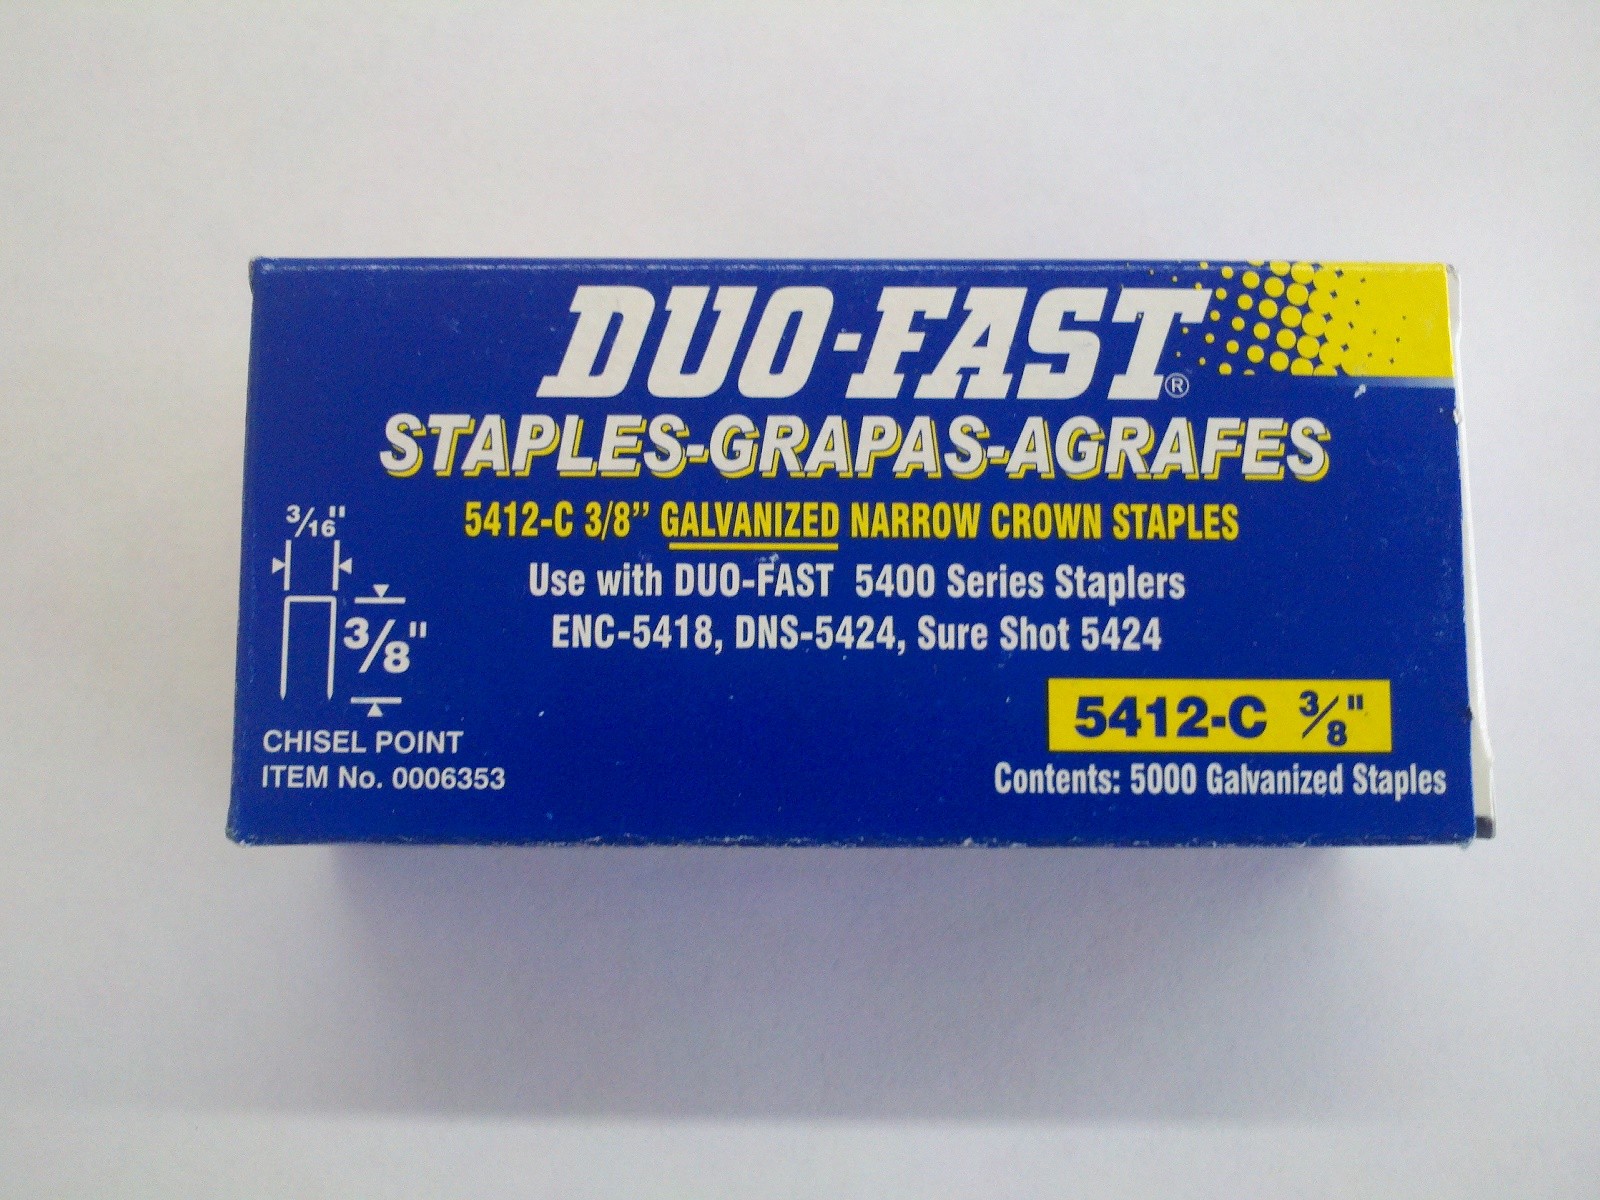 DUO-FAST®
STAPLES-GRAPAS-AGRAFES
5412-C 3/8” GALVANIZED NARROW CROWN STAPLES
Use with DUO-FAST 5400 Series Staplers
ENC-5418, DNS-5424, Sure Shot 5424
3/16"
3/8"
CHISEL POINT
ITEM No. 0006353
5412-C 3/8"
Contents: 5000 Galvanized Staples